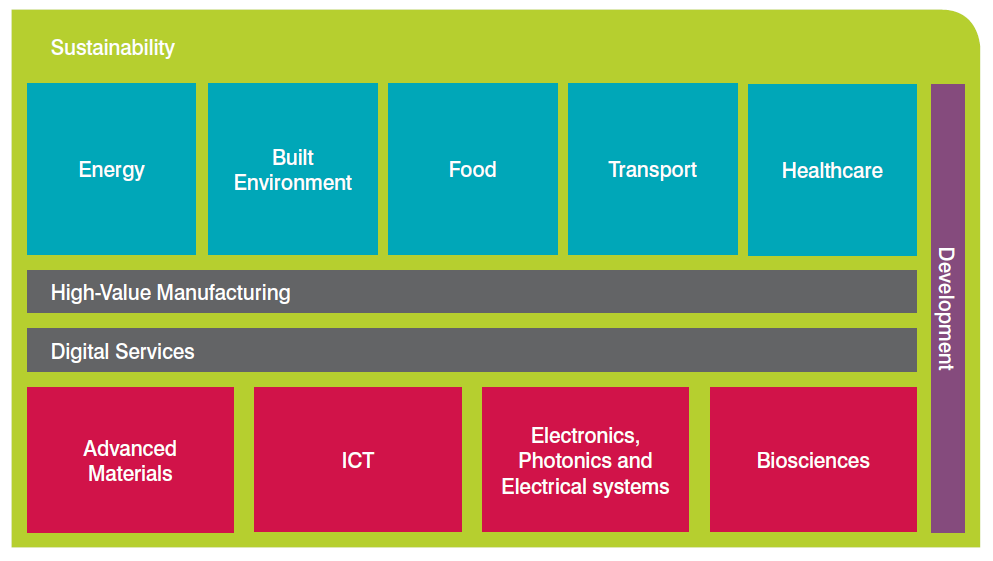 Sustainability
Energy
Built
Environment
Food
Transport
Healthcare
High-Value Manufacturing
Digital Services
Advanced
Materials
ICT
Electronics,
Photonics and
Electrical systems
Biosciences
Development